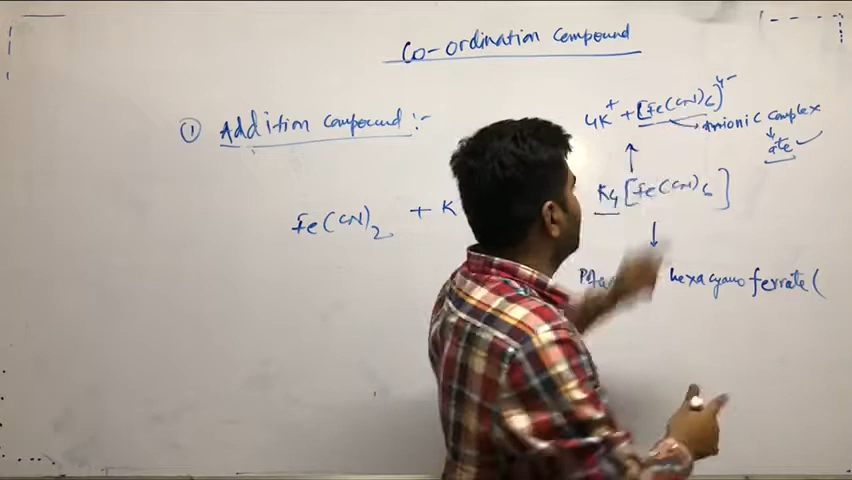 Co-ordination Compound
① Addition compound :-
4K⁺ + [Fe(CN)6]⁴⁻
Anionic complex
↓
ate ✓
↑
K4[Fe(CN)6]
Fe(CN)2 + K
↓
hexacyano ferrate (